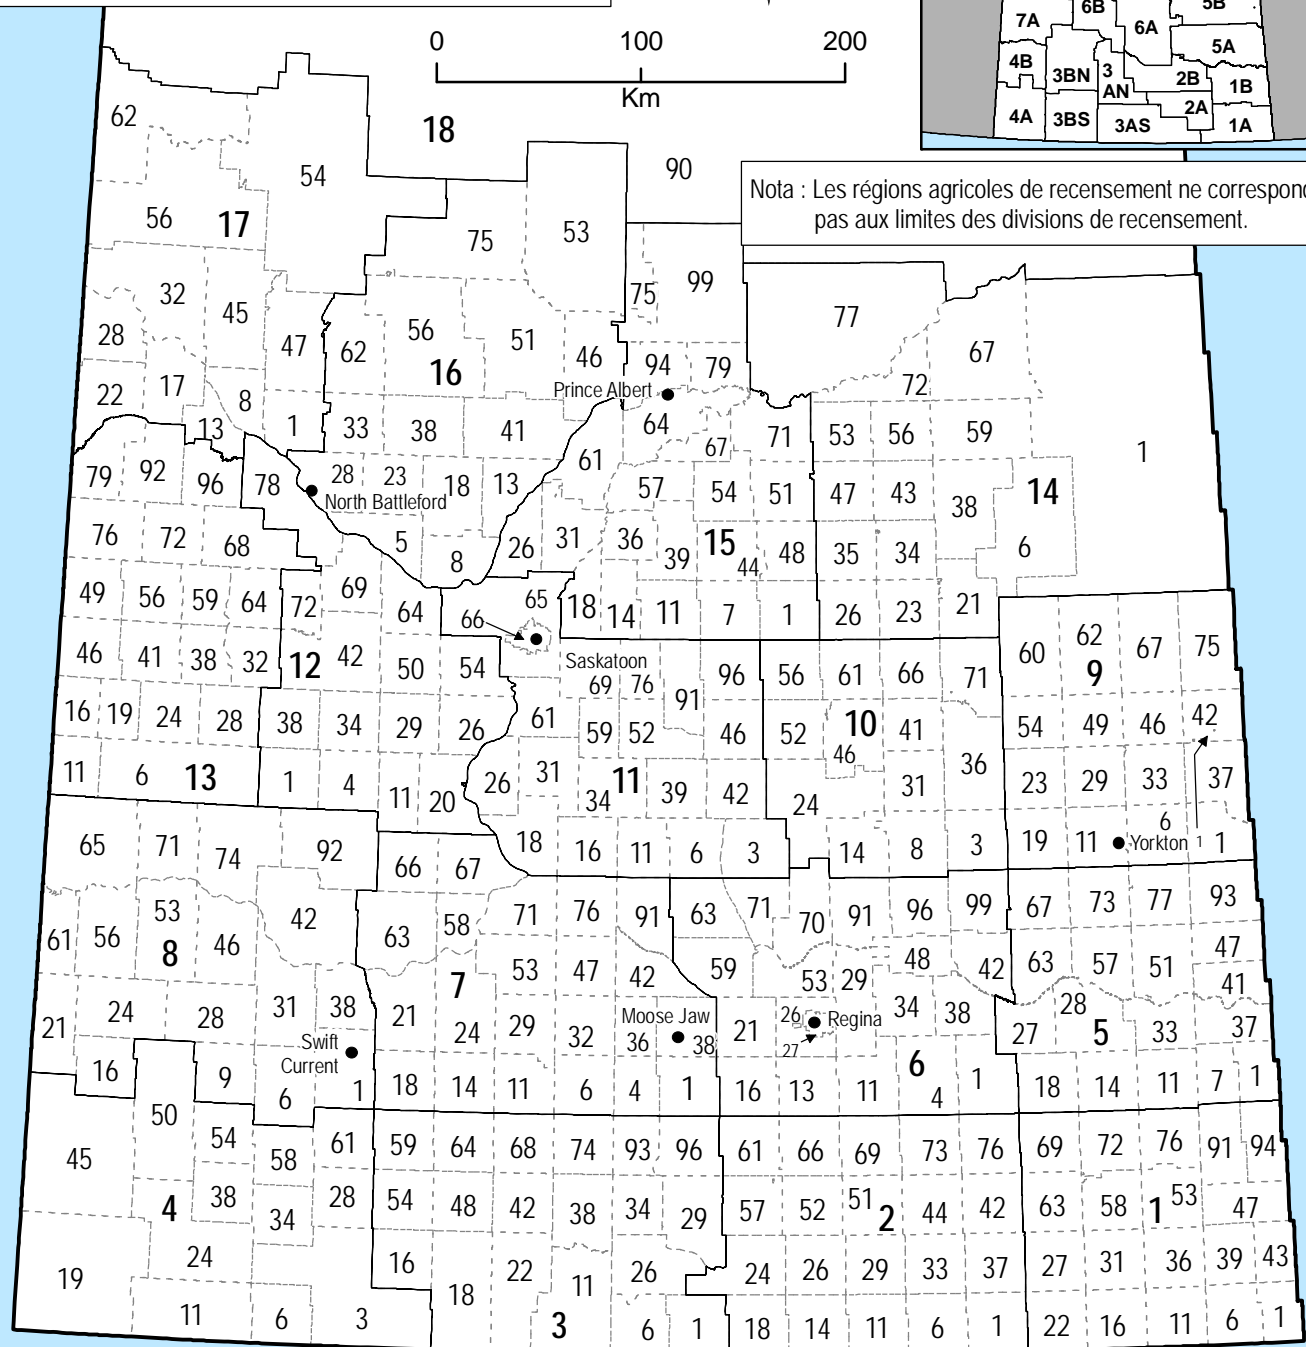 6B 5B
7A 6A
5A
4B 3BN 3 AN 2B 1B
4A 3BS 3AS 2A 1A
0 100 200
Km
Nota : Les régions agricoles de recensement ne correspond
pas aux limites des divisions de recensement.
62 18
54 90
56 17 75 53
32 45 75 99
28 47 62 56 51 46 77 67
16 94 79 72
Prince Albert
22 17 8
13 1 33 38 41 61 64 67 71 53 56 59 1
79 92 96 78 28 23 18 13 57 54 51 47 43 38 14
North Battleford
76 72 68 5 8 26 31 36 39 15 44 48 35 34 6
49 56 59 64 72 69 64 66 65 18 14 11 7 1 26 23 21
46 41 38 32 12 42 50 54 Saskatoon 96 56 61 66 71 60 62 67 75
69 76 91 9
16 19 24 28 38 34 29 26 61 59 52 46 52 10 41 54 49 46 42
46
11 6 13 1 4 11 20 26 31 34 11 39 42 24 31 36 23 29 33 37
6
18 16 11 6 3 14 8 3 19 11 Yorkton 1 1
65 71 74 92 66 67
53 42 63 58 71 76 91 63 71 70 91 96 99 67 73 77 93
61 56 8 46 48 47
7 53 47 42 59 53 29 42 63 57 51 41
24 28 31 38 21 24 29 32 Moose Jaw 21 26 Regina 34 38 28
21 Swift Current 36 38 27 27 5 33 37
16 9 6 1 18 14 11 6 4 1 16 13 11 6 4 1 18 14 11 7 1
50
45 54 58 61 59 64 68 74 93 96 61 66 69 73 76 69 72 76 91 94
4 38 34 28 54 48 42 38 34 29 57 52 51 2 44 42 63 58 1 53 47
19 24 16 18 22 11 26 24 26 29 33 37 27 31 36 39 43
11 6 3 3 6 1 18 14 11 6 1 22 16 11 6 1